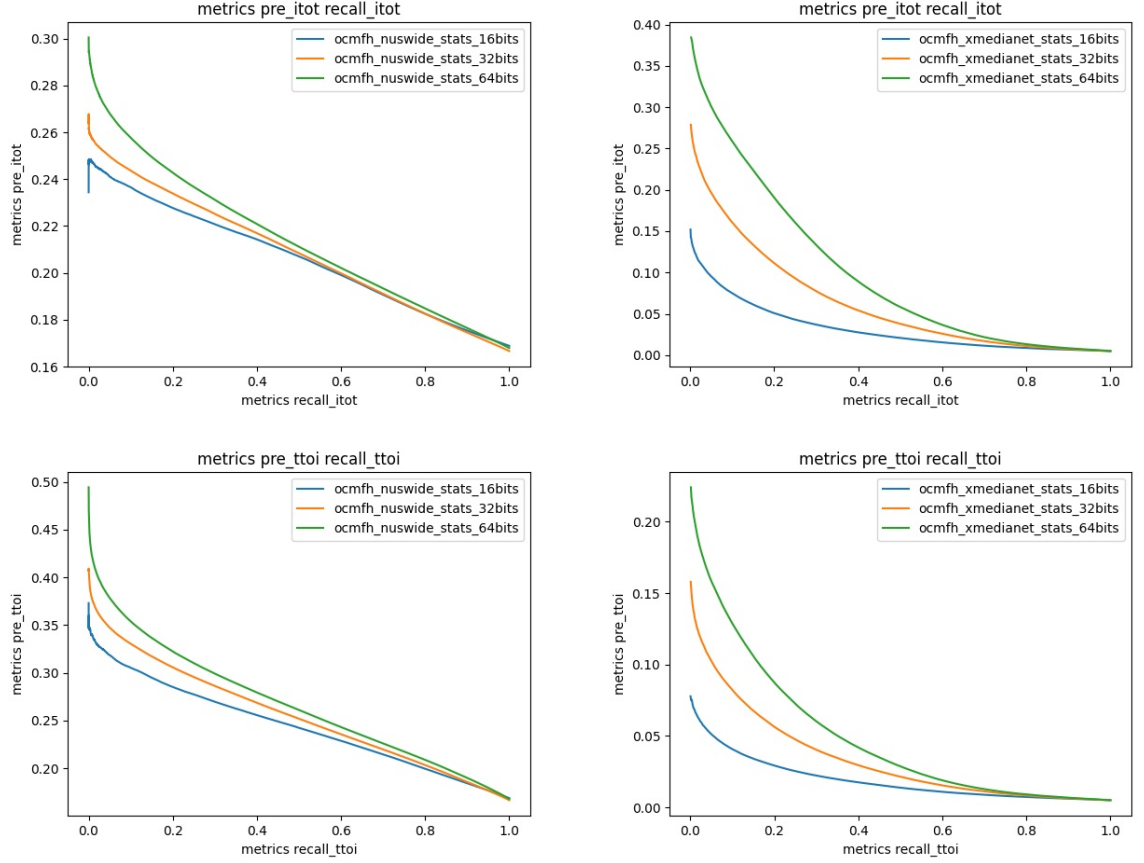 metrics pre_itot recall_itot
ocmfh_nuswide_stats_16bits
ocmfh_nuswide_stats_32bits
ocmfh_nuswide_stats_64bits
0.30
0.28
0.26
0.24
0.22
0.20
0.18
0.16
metrics pre_itot
0.0 0.2 0.4 0.6 0.8 1.0
metrics recall_itot
metrics pre_itot recall_itot
ocmfh_xmedianet_stats_16bits
ocmfh_xmedianet_stats_32bits
ocmfh_xmedianet_stats_64bits
0.40
0.35
0.30
0.25
0.20
0.15
0.10
0.05
0.00
metrics pre_itot
0.0 0.2 0.4 0.6 0.8 1.0
metrics recall_itot
metrics pre_ttoi recall_ttoi
ocmfh_nuswide_stats_16bits
ocmfh_nuswide_stats_32bits
ocmfh_nuswide_stats_64bits
0.50
0.45
0.40
0.35
0.30
0.25
0.20
metrics pre_ttoi
0.0 0.2 0.4 0.6 0.8 1.0
metrics recall_ttoi
metrics pre_ttoi recall_ttoi
ocmfh_xmedianet_stats_16bits
ocmfh_xmedianet_stats_32bits
ocmfh_xmedianet_stats_64bits
0.20
0.15
0.10
0.05
0.00
metrics pre_ttoi
0.0 0.2 0.4 0.6 0.8 1.0
metrics recall_ttoi